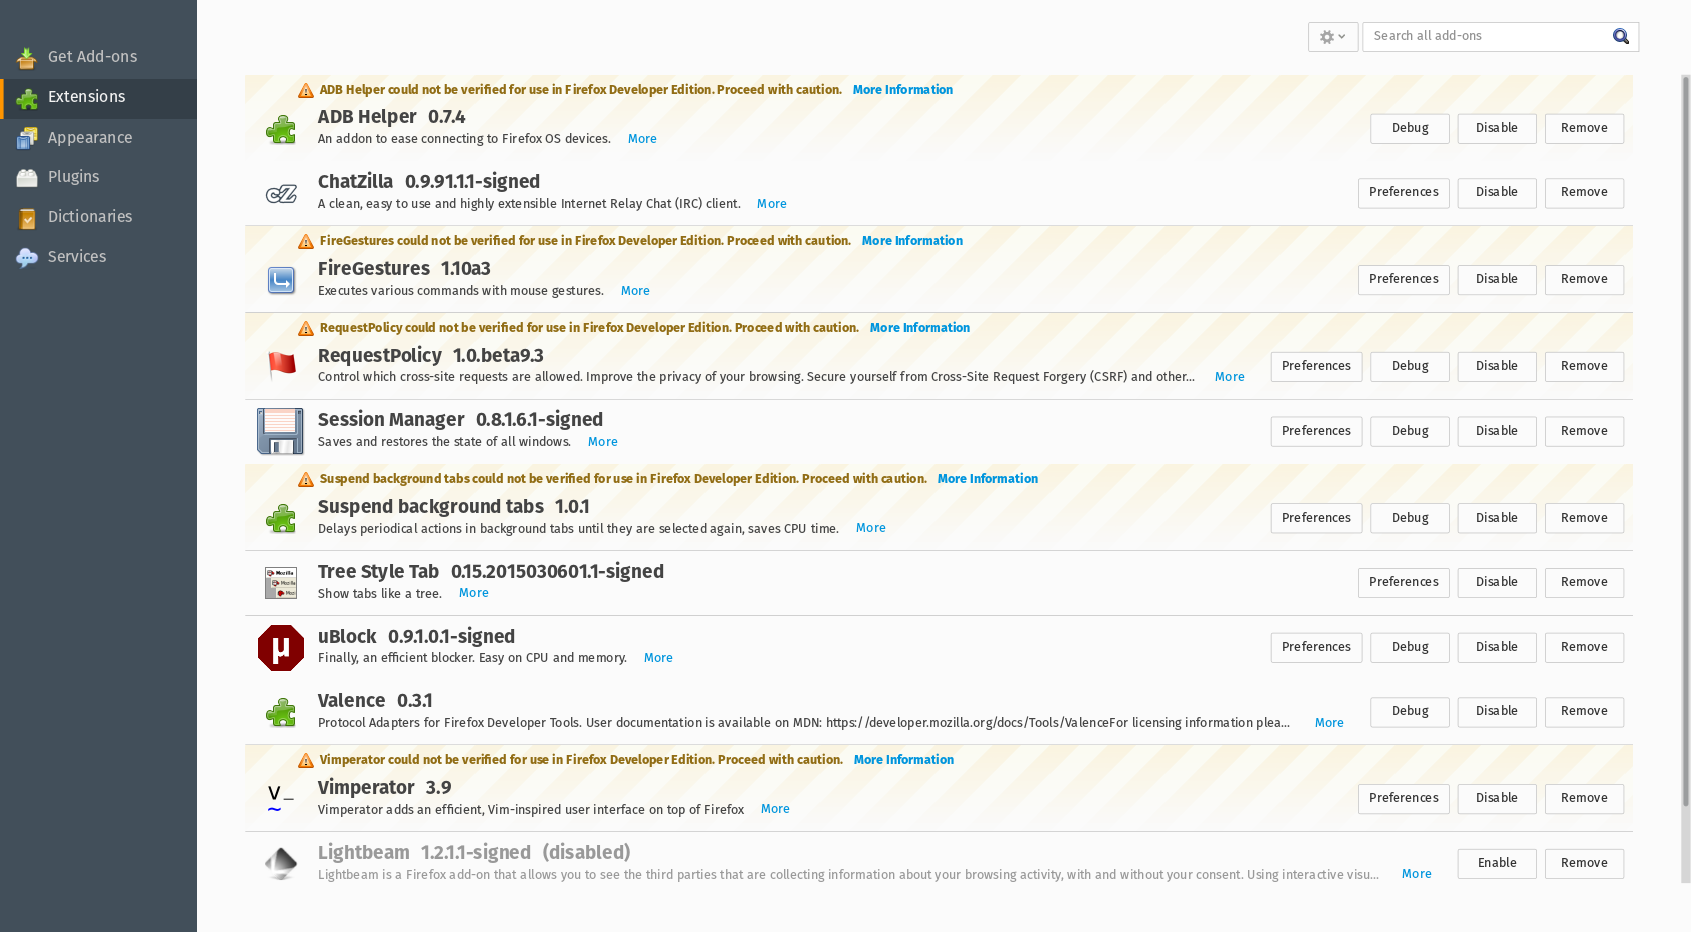 Search all add-ons
Get Add-ons
Extensions
Appearance
Plugins
Dictionaries
Services
ADB Helper could not be verified for use in Firefox Developer Edition. Proceed with caution. More Information
ADB Helper 0.7.4
An addon to ease connecting to Firefox OS devices. More
Debug Disable Remove
cZ
ChatZilla 0.9.91.1.1-signed
A clean, easy to use and highly extensible Internet Relay Chat (IRC) client. More
Preferences Disable Remove
FireGestures could not be verified for use in Firefox Developer Edition. Proceed with caution. More Information
FireGestures 1.10a3
Executes various commands with mouse gestures. More
Preferences Disable Remove
RequestPolicy could not be verified for use in Firefox Developer Edition. Proceed with caution. More Information
RequestPolicy 1.0.beta9.3
Control which cross-site requests are allowed. Improve the privacy of your browsing. Secure yourself from Cross-Site Request Forgery (CSRF) and other... More
Preferences Debug Disable Remove
Session Manager 0.8.1.6.1-signed
Saves and restores the state of all windows. More
Preferences Debug Disable Remove
Suspend background tabs could not be verified for use in Firefox Developer Edition. Proceed with caution. More Information
Suspend background tabs 1.0.1
Delays periodical actions in background tabs until they are selected again, saves CPU time. More
Preferences Debug Disable Remove
Mozilla
Mozilla
Moz
Tree Style Tab 0.15.2015030601.1-signed
Show tabs like a tree. More
Preferences Disable Remove
µ
uBlock 0.9.1.0.1-signed
Finally, an efficient blocker. Easy on CPU and memory. More
Preferences Debug Disable Remove
Valence 0.3.1
Protocol Adapters for Firefox Developer Tools. User documentation is available on MDN: https://developer.mozilla.org/docs/Tools/ValenceFor licensing information plea... More
Debug Disable Remove
Vimperator could not be verified for use in Firefox Developer Edition. Proceed with caution. More Information
V_
~
Vimperator 3.9
Vimperator adds an efficient, Vim-inspired user interface on top of Firefox More
Preferences Disable Remove
Lightbeam 1.2.1.1-signed (disabled)
Lightbeam is a Firefox add-on that allows you to see the third parties that are collecting information about your browsing activity, with and without your consent. Using interactive visu... More
Enable Remove